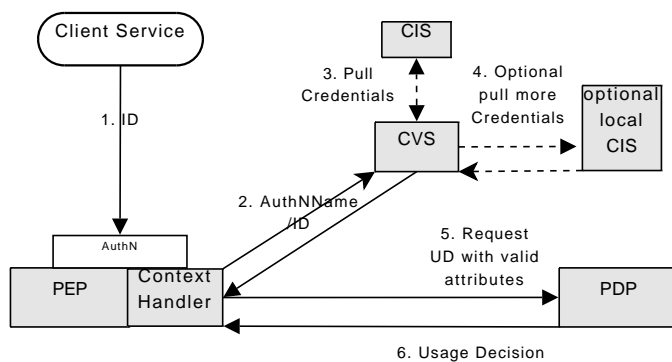 Client Service
CIS
3. Pull
Credentials
4. Optional
pull more
Credentials
optional
local
CIS
1. ID
CVS
2. AuthNName
/ID
AuthN
5. Request
UD with valid
attributes
PEP
Context
Handler
PDP
6. Usage Decision